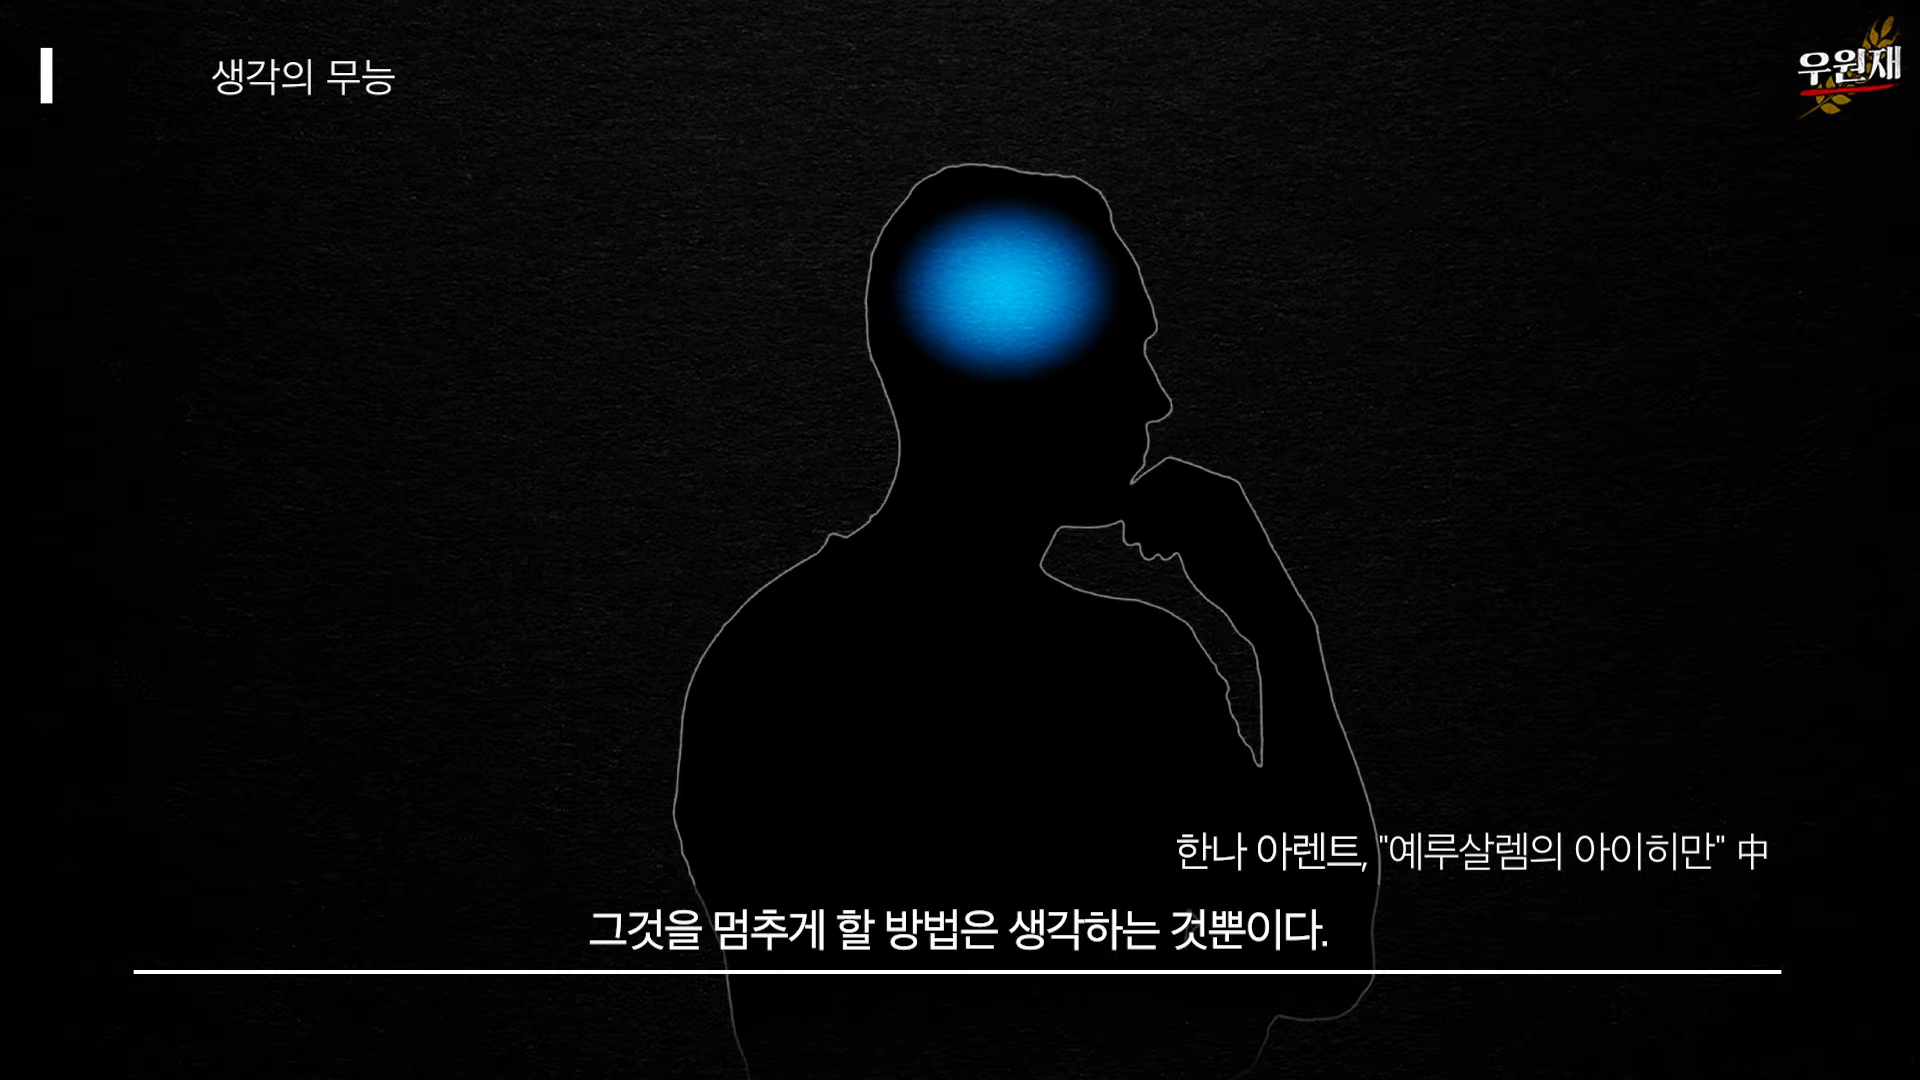 생각의 무능
우원재
한나 아렌트, "예루살렘의 아이히만" 中
그것을 멈추게 할 방법은 생각하는 것뿐이다.